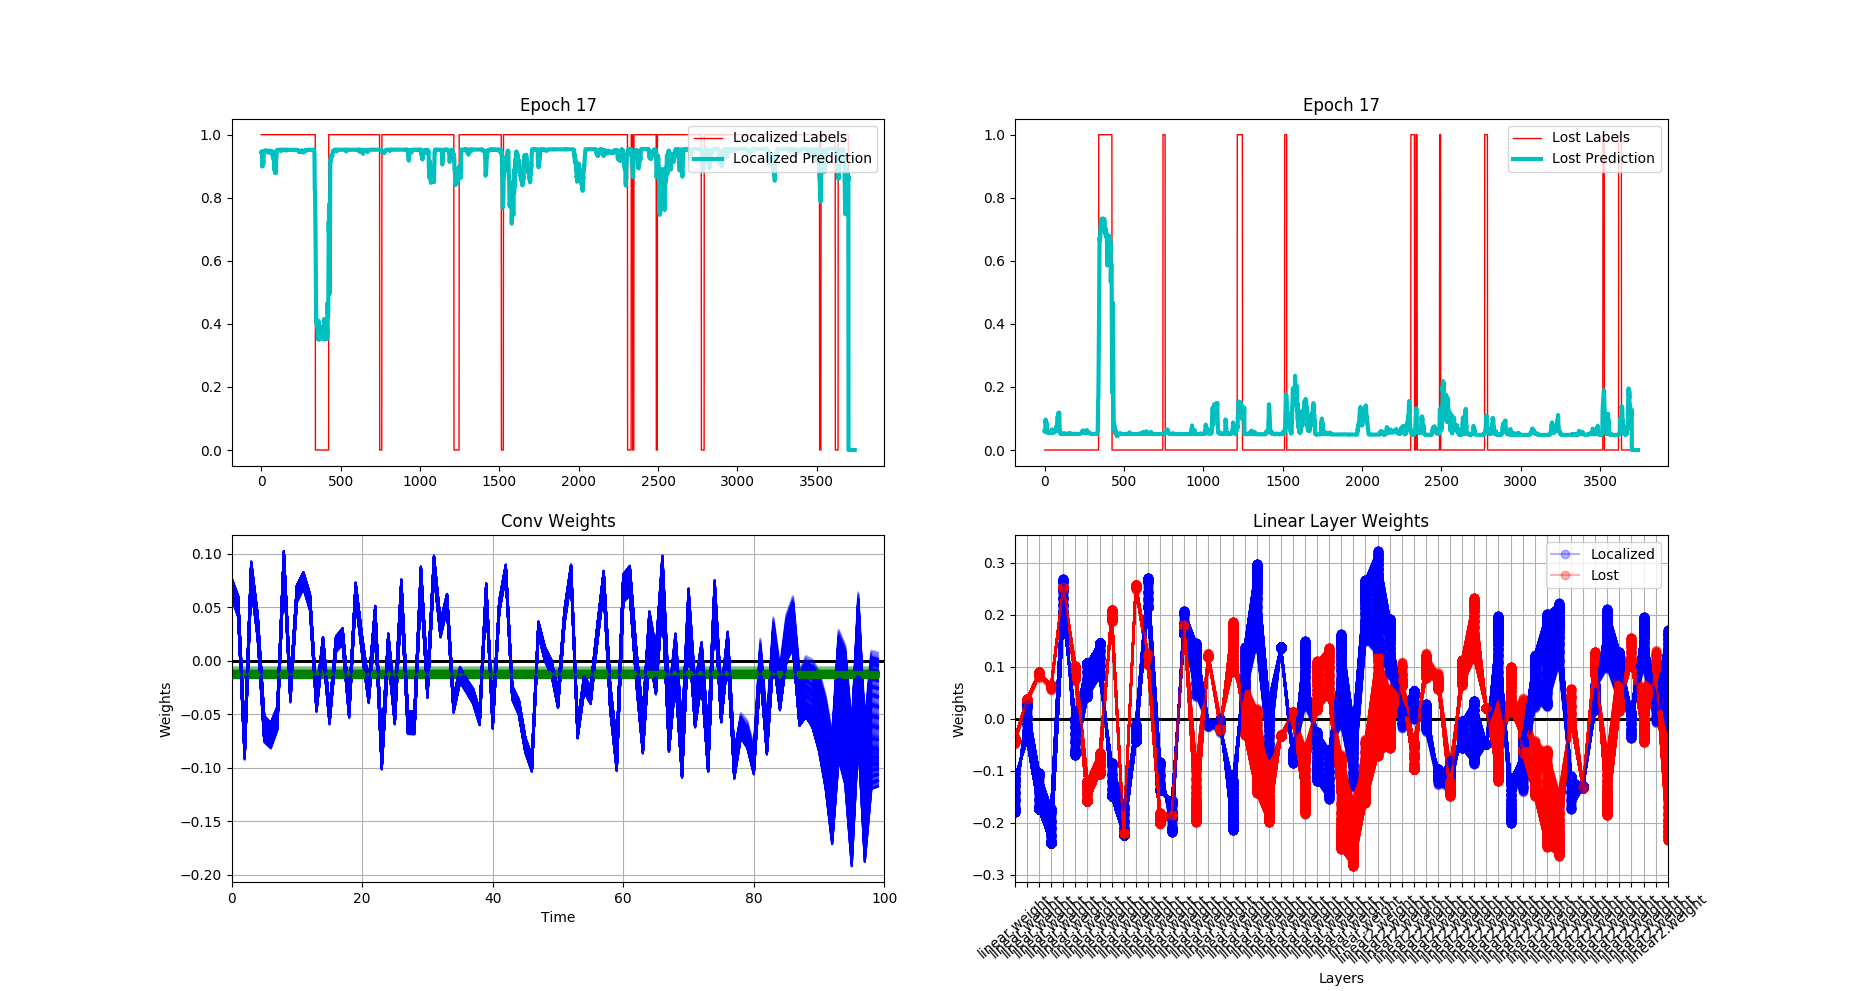 Epoch 17
Localized Labels
Localized Prediction
1.0
0.8
0.6
0.4
0.2
0.0
0 500 1000 1500 2000 2500 3000 3500
Epoch 17
Lost Labels
Lost Prediction
1.0
0.8
0.6
0.4
0.2
0.0
0 500 1000 1500 2000 2500 3000 3500
Conv Weights
Weights
0.10
0.05
0.00
−0.05
−0.10
−0.15
−0.20
0 20 40 60 80 100
Time
Linear Layer Weights
Localized
Lost
Weights
0.3
0.2
0.1
0.0
−0.1
−0.2
−0.3
linear.weight
linear2.weight
Layers